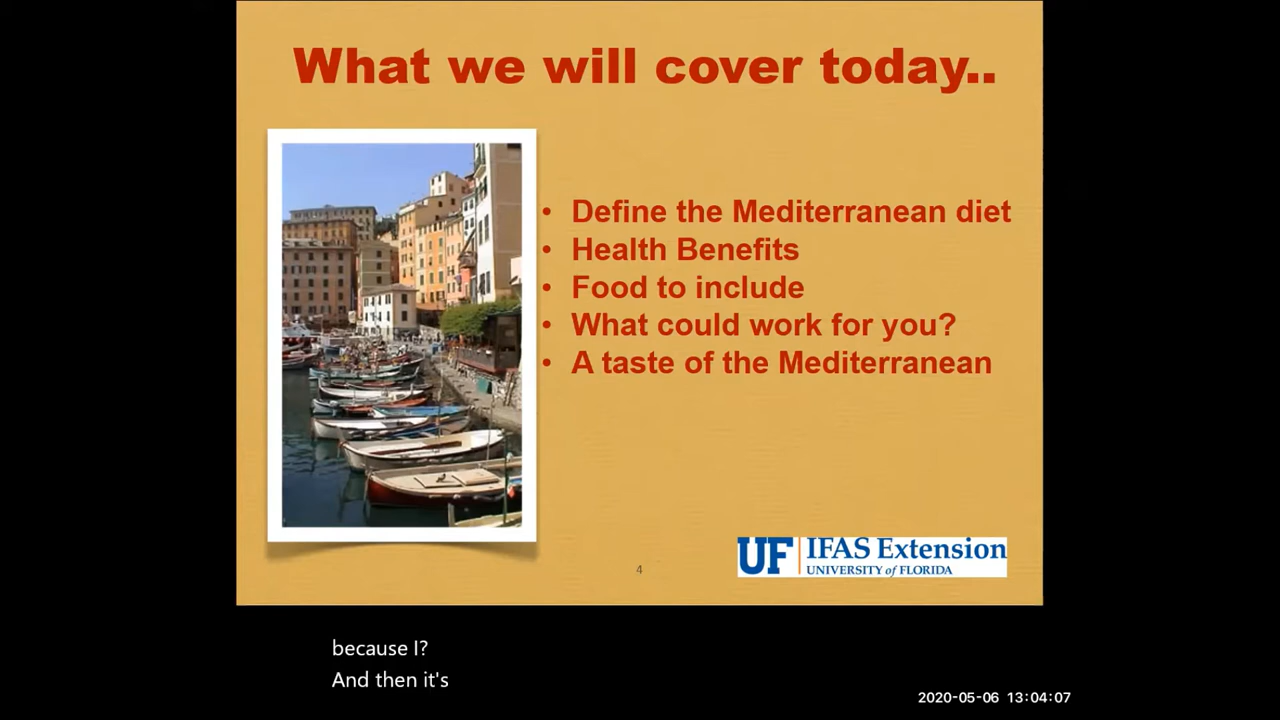 What we will cover today..
• Define the Mediterranean diet
• Health Benefits
• Food to include
• What could work for you?
• A taste of the Mediterranean
UF IFAS Extension
UNIVERSITY of FLORIDA
4
because I?
And then it's
2020-05-06 13:04:07